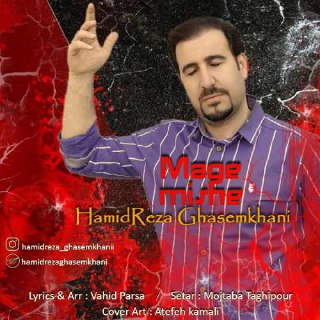 Mage
mishe
HamidReza Ghasemkhani
hamidreza_ghasemkhanii
hamidrezaghasemkhani
Lyrics & Arr : Vahid Parsa Setar : Mojtaba Taghipour
Cover Art : Atefeh kamali